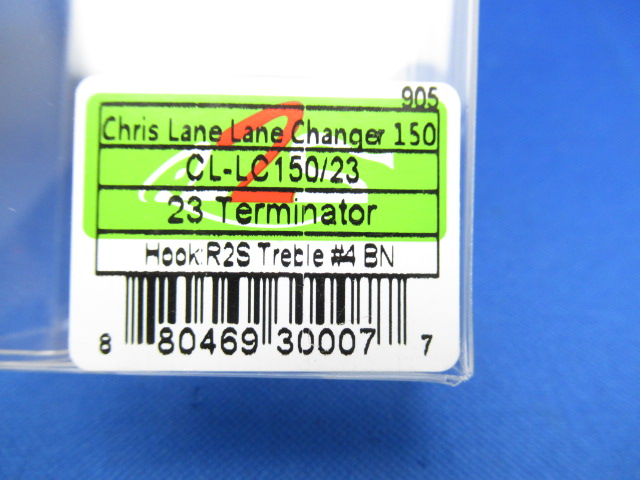 905
Chris Lane Lane Changer 150
CL-LC150/23
23 Terminator
Hook:R2S Treble #4 BN
8 80469 30007 7